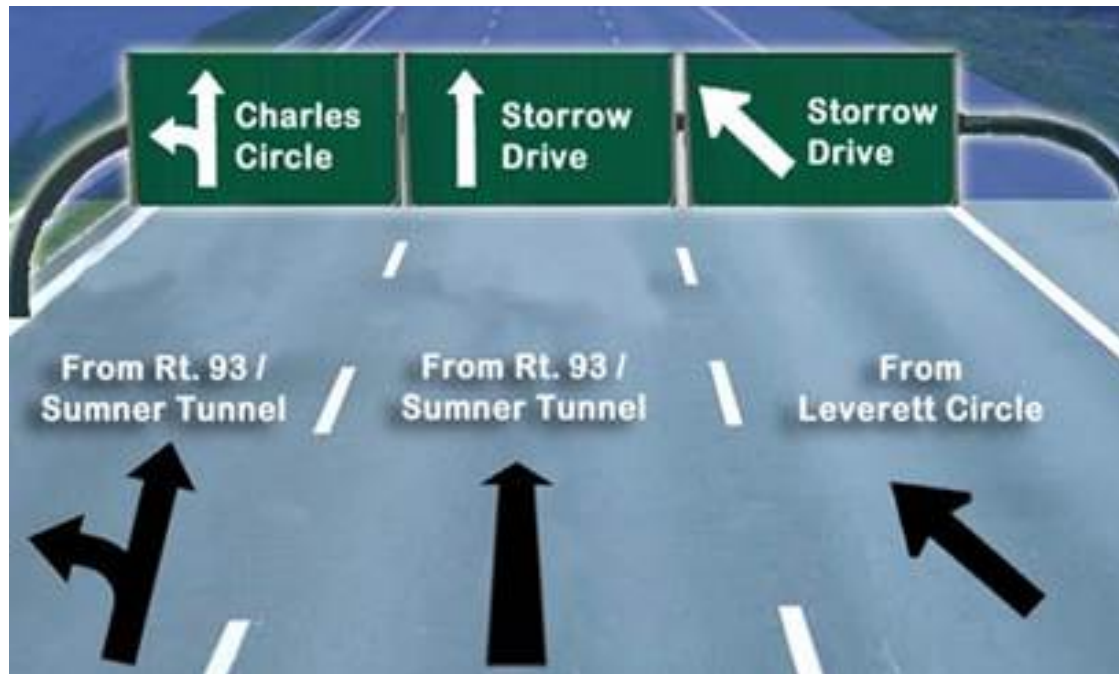 Charles
Circle
Storrow
Drive
Storrow
Drive
From Rt. 93 /
Sumner Tunnel
From Rt. 93 /
Sumner Tunnel
From
Leverett Circle